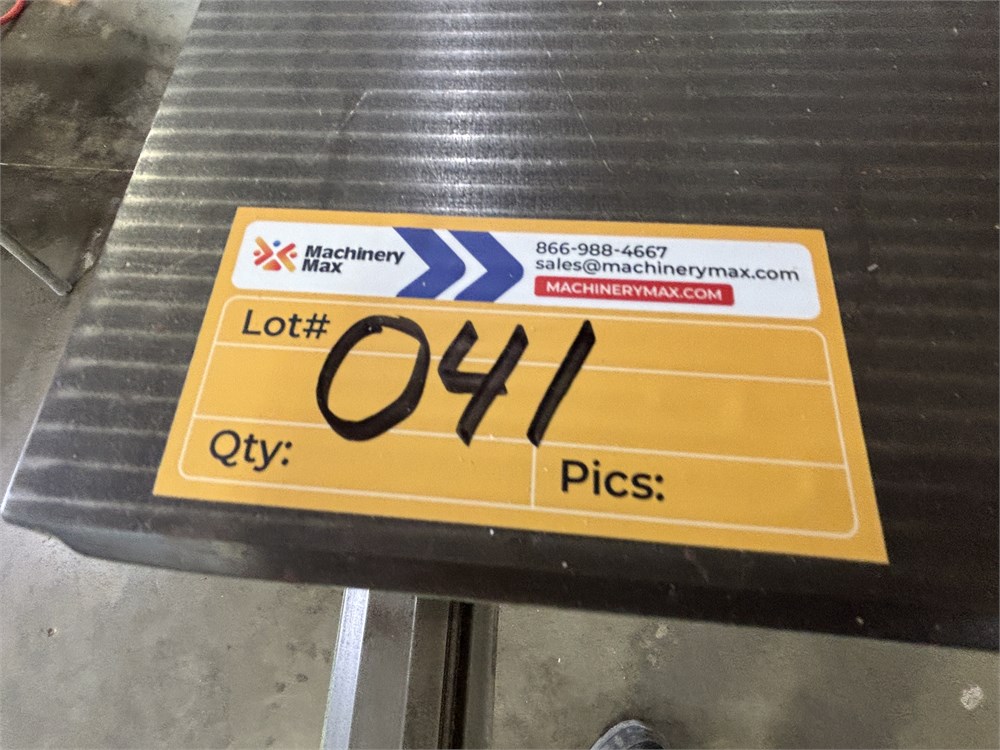 Machinery
Max
866-988-4667
sales@machinerymax.com
MACHINERYMAX.COM
Lot# 041
Qty:
Pics: